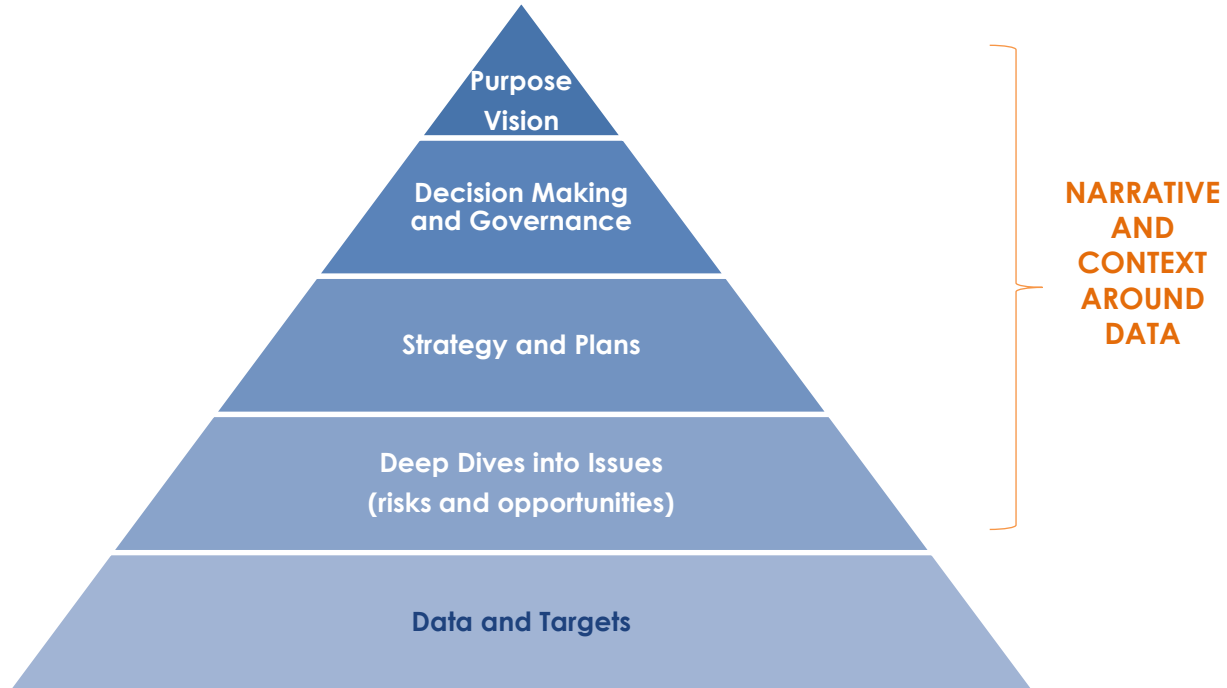 Purpose
Vision
Decision Making
and Governance
Strategy and Plans
Deep Dives into Issues
(risks and opportunities)
Data and Targets
NARRATIVE
AND
CONTEXT
AROUND
DATA